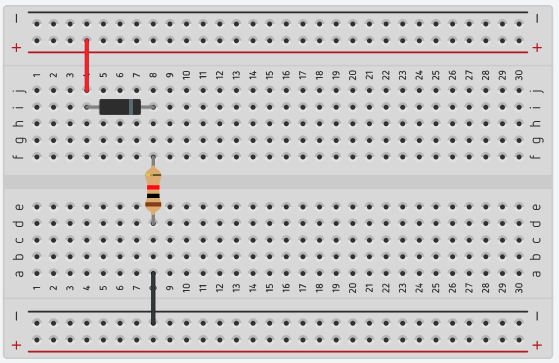 − −
+ +
1 2 3 5 6 7 8 9 10 11 12 13 14 15 16 17 18 19 20 21 22 23 24 25 26 27 28 29 30
j j
i i
h h
g g
f f
e e
d d
c c
b b
a a
1 2 3 4 5 6 7 9 10 11 12 13 14 15 16 17 18 19 20 21 22 23 24 25 26 27 28 29 30
− −
+ +